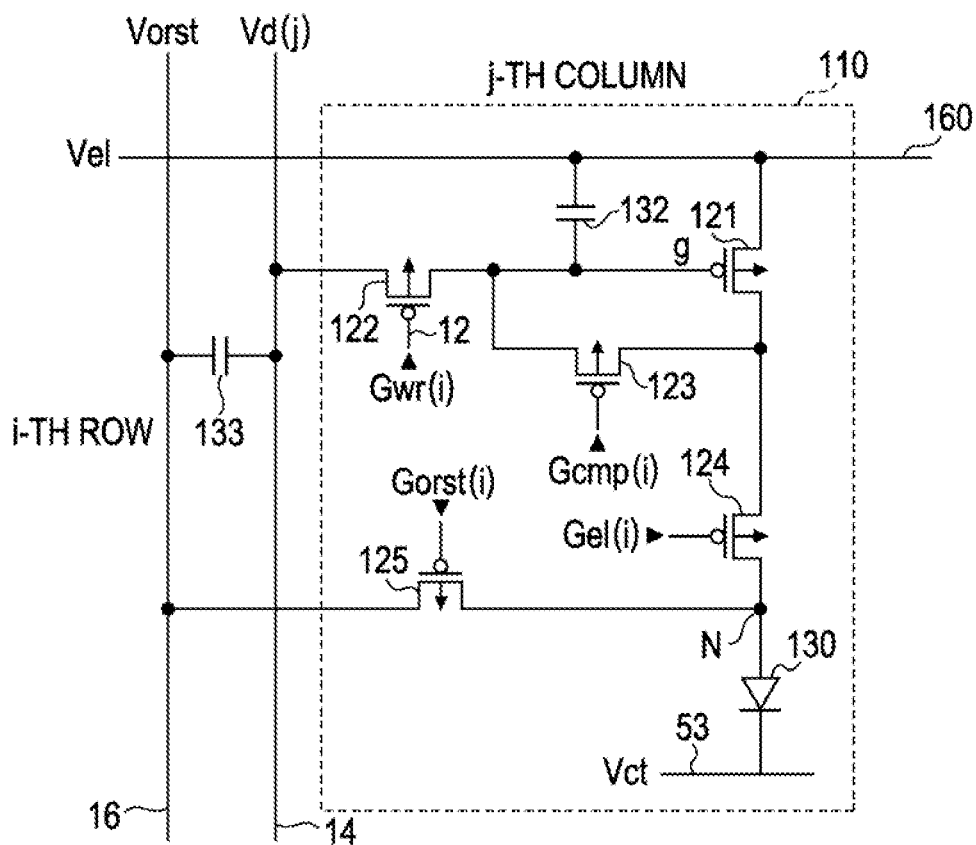 Vorst Vd(j)
j-TH COLUMN
110
160
Vel
132
121
g
122
12
Gwr(i)
123
133
i-TH ROW
Gcmp(i)
Gorst(i)
124
Gel(i)
125
N
130
53
Vct
16
14